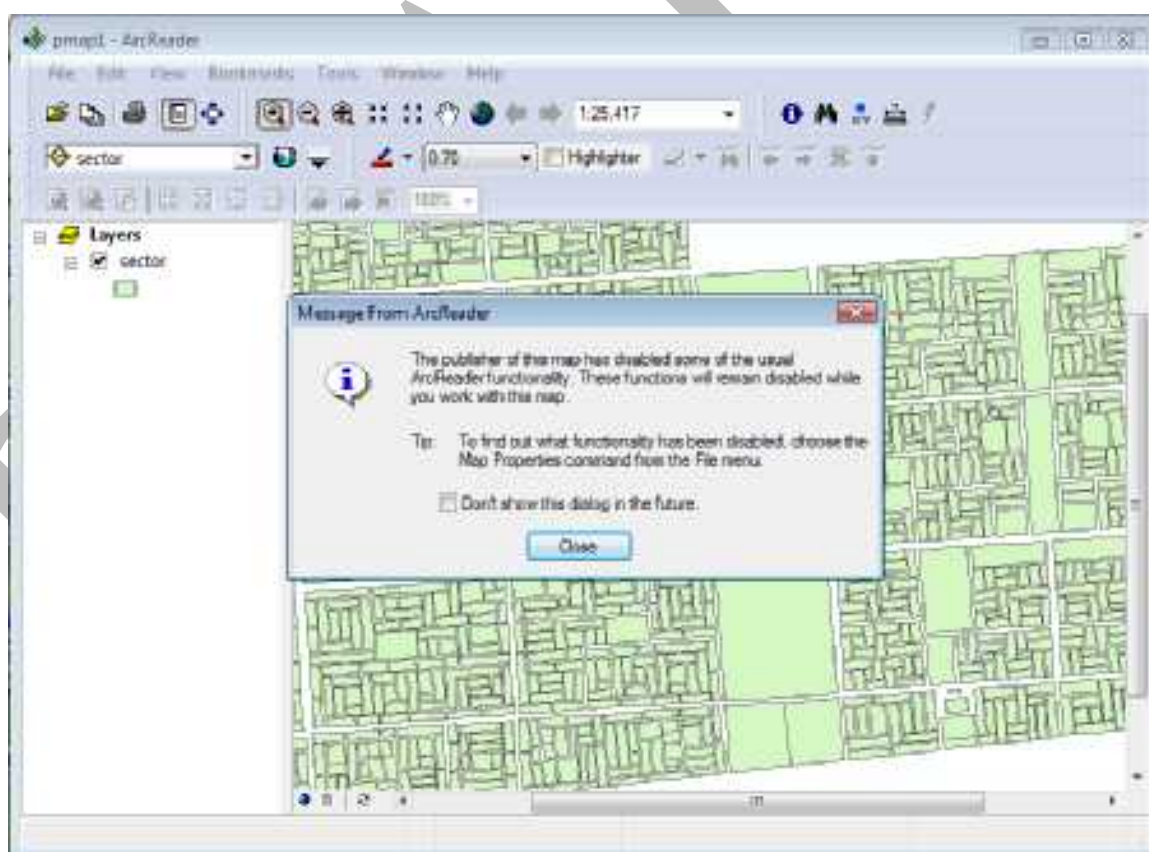 pmap1 - ArcReader
File Edit View Bookmarks Tools Window Help
1:25,417
sector
0.70
Highlighter
100%
Layers
sector
Message From ArcReader
The publisher of this map has disabled some of the usual
ArcReader functionality. These functions will remain disabled while
you work with this map.
Tip: To find out what functionality has been disabled, choose the
Map Properties command from the File menu.
Don't show this dialog in the future.
Close